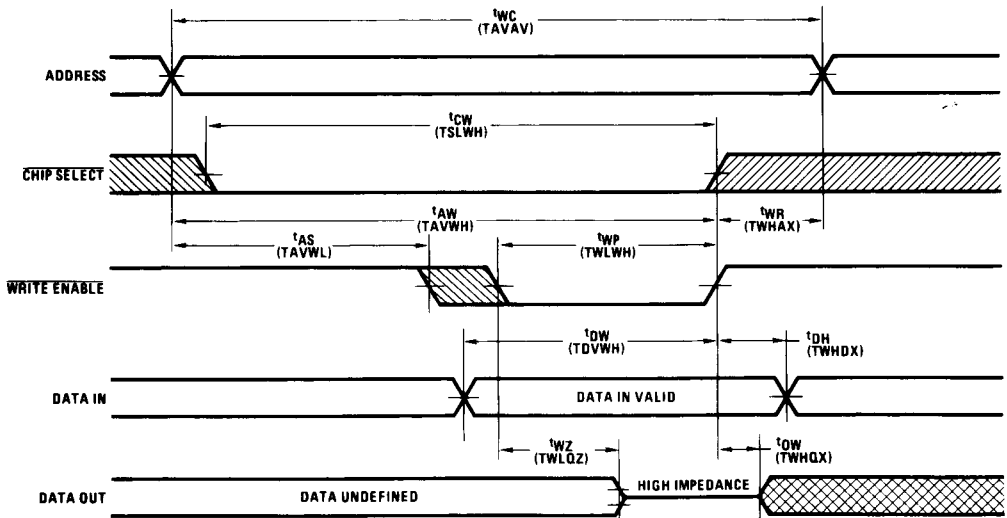 tWC
(TAVAV)
ADDRESS
tCW
(TSLWH)
CHIP SELECT
tAW
(TAVWH)
tWR
(TWHAX)
tAS
(TAVWL)
tWP
(TWLWH)
WRITE ENABLE
tDW
(TDVWH)
tDH
(TWHDX)
DATA IN
DATA IN VALID
tWZ
(TWLQZ)
tOW
(TWHQX)
DATA OUT
DATA UNDEFINED
HIGH IMPEDANCE